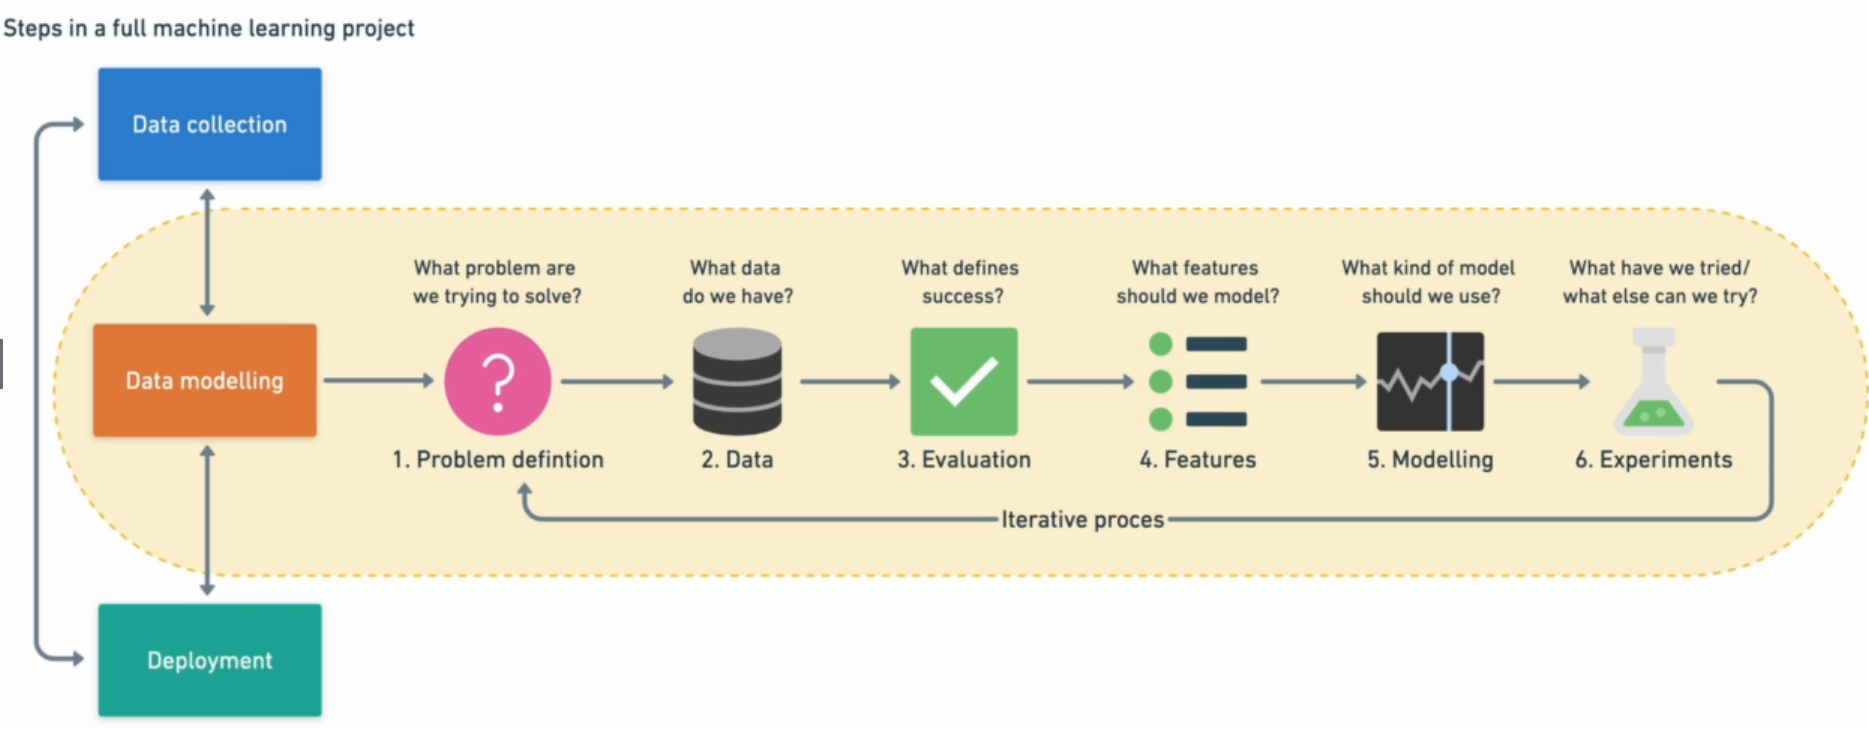 Steps in a full machine learning project
Data collection
What problem are
we trying to solve?
What data
do we have?
What defines
success?
What features
should we model?
What kind of model
should we use?
What have we tried/
what else can we try?
Data modelling
?
1. Problem defintion
2. Data
3. Evaluation
4. Features
5. Modelling
6. Experiments
Iterative proces
Deployment